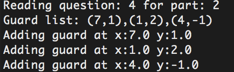 Reading question: 4 for part: 2
Guard list: (7,1),(1,2),(4,-1)
Adding guard at x:7.0 y:1.0
Adding guard at x:1.0 y:2.0
Adding guard at x:4.0 y:-1.0